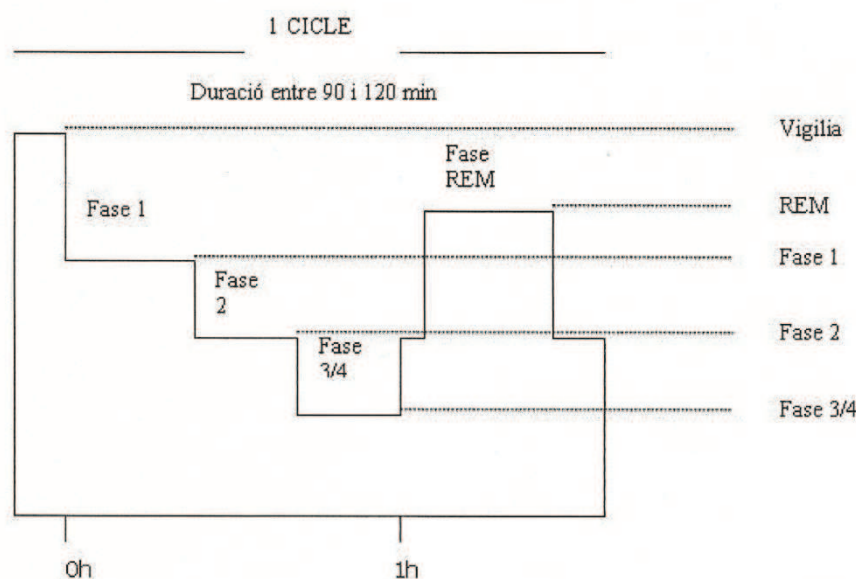 1 CICLE
Duració entre 90 i 120 min
Vigilia
Fase
REM
REM
Fase 1
Fase 1
Fase
2
Fase 2
Fase
3/4
Fase 3/4
0h
1h